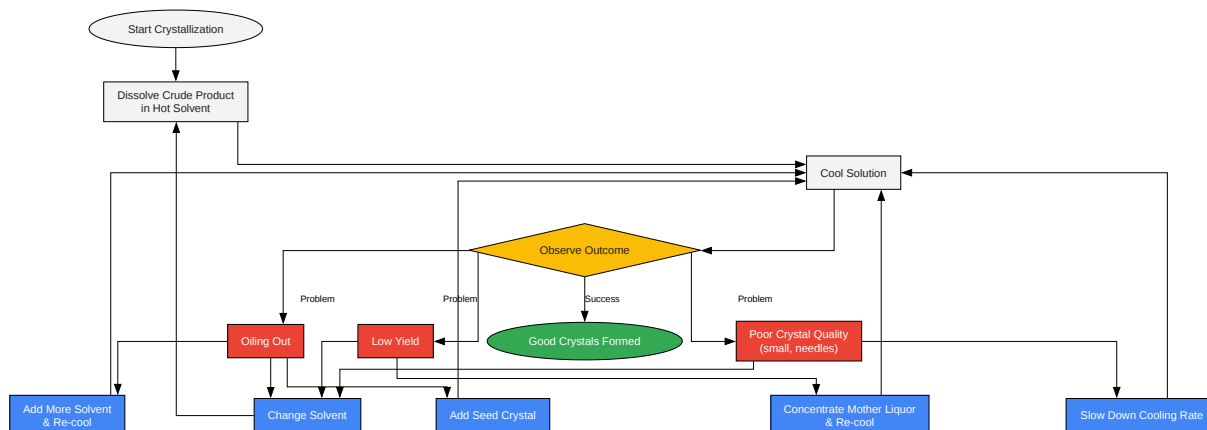 Start Crystallization
Dissolve Crude Product
in Hot Solvent
Cool Solution
Observe Outcome
Problem
Problem
Success
Problem
Oiling Out
Low Yield
Good Crystals Formed
Poor Crystal Quality
(small, needles)
Add More Solvent
& Re-cool
Change Solvent
Add Seed Crystal
Concentrate Mother Liquor
& Re-cool
Slow Down Cooling Rate